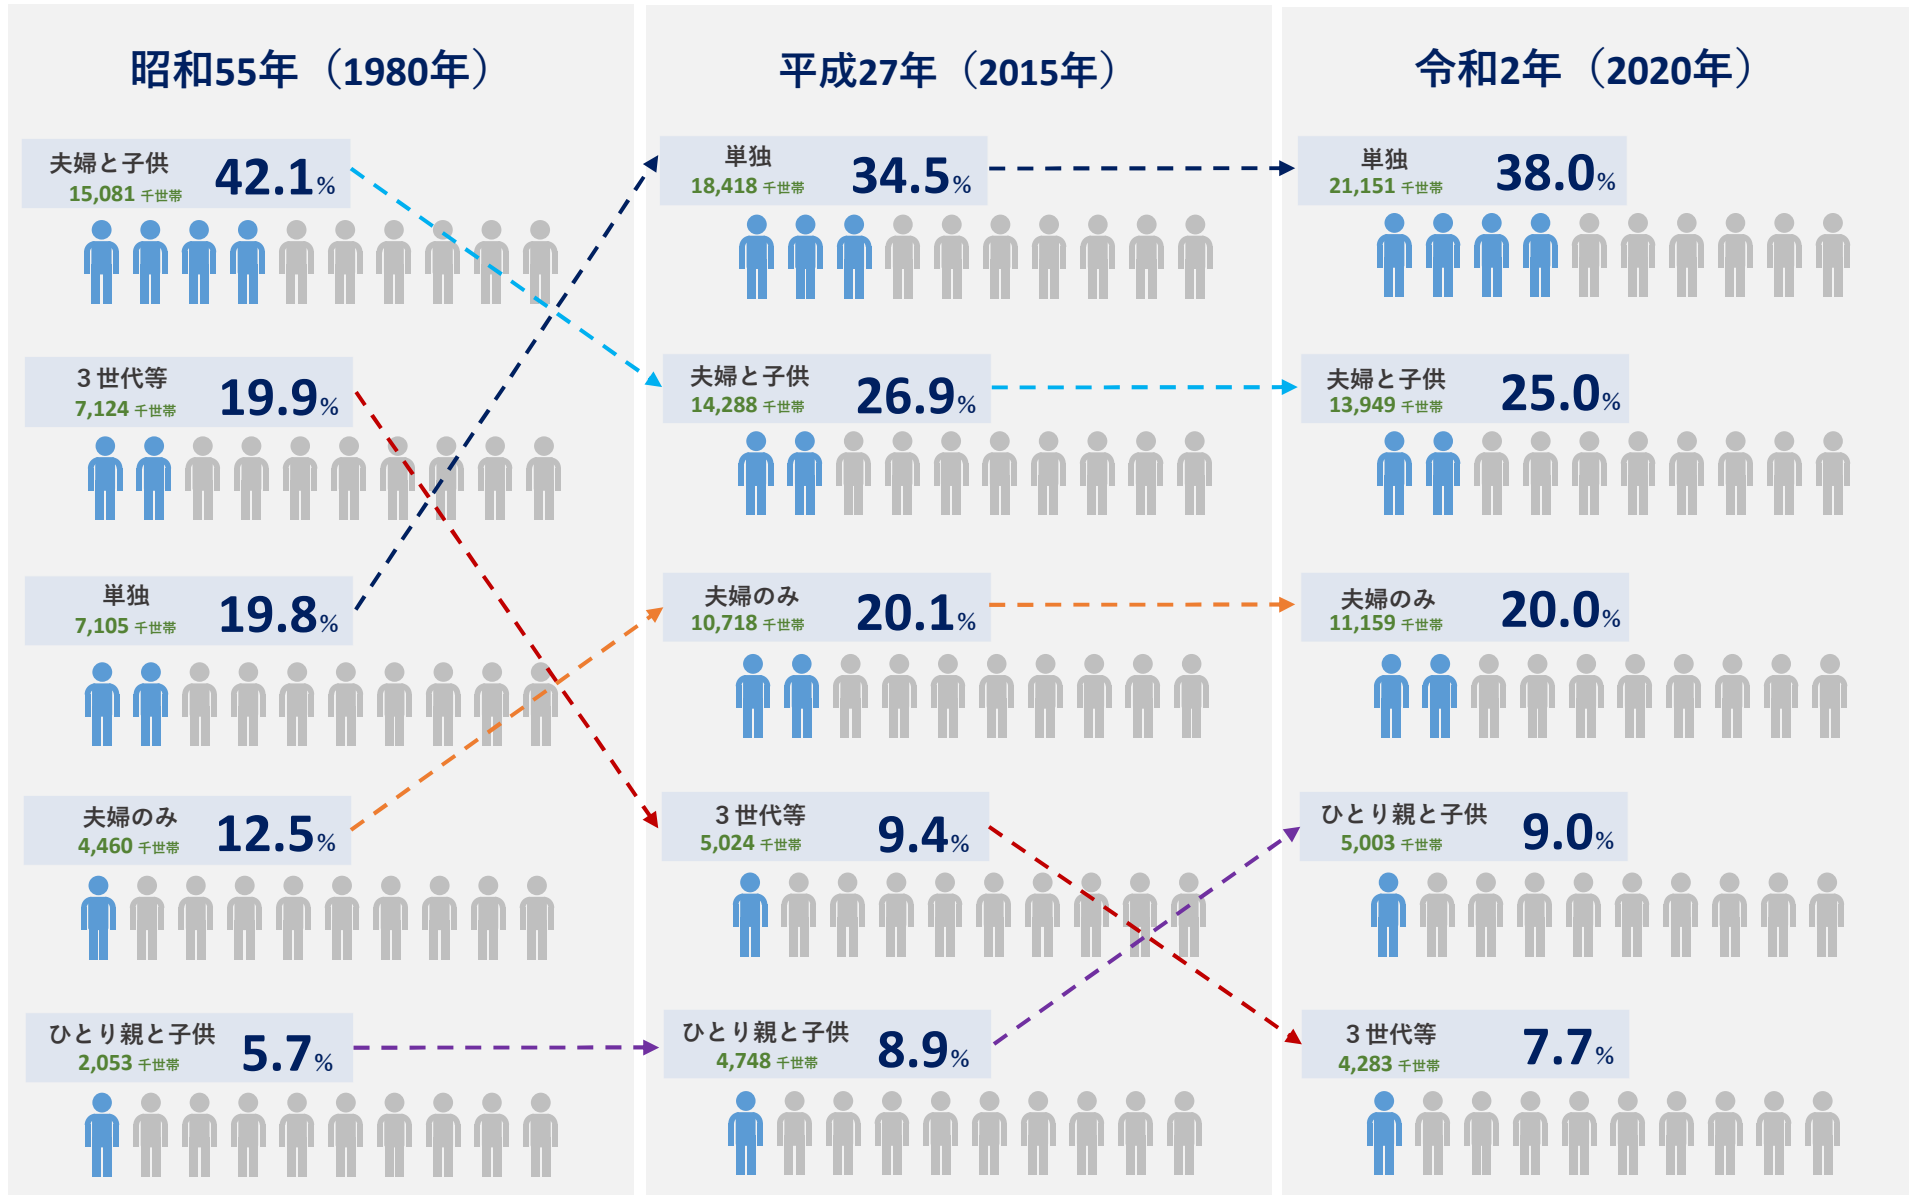 昭和55年（1980年）
夫婦と子供
15,081 千世帯
42.1%
３世代等
7,124 千世帯
19.9%
単独
7,105 千世帯
19.8%
夫婦のみ
4,460 千世帯
12.5%
ひとり親と子供
2,053 千世帯
5.7%
平成27年（2015年）
単独
18,418 千世帯
34.5%
夫婦と子供
14,288 千世帯
26.9%
夫婦のみ
10,718 千世帯
20.1%
３世代等
5,024 千世帯
9.4%
ひとり親と子供
4,748 千世帯
8.9%
令和2年（2020年）
単独
21,151 千世帯
38.0%
夫婦と子供
13,949 千世帯
25.0%
夫婦のみ
11,159 千世帯
20.0%
ひとり親と子供
5,003 千世帯
9.0%
３世代等
4,283 千世帯
7.7%